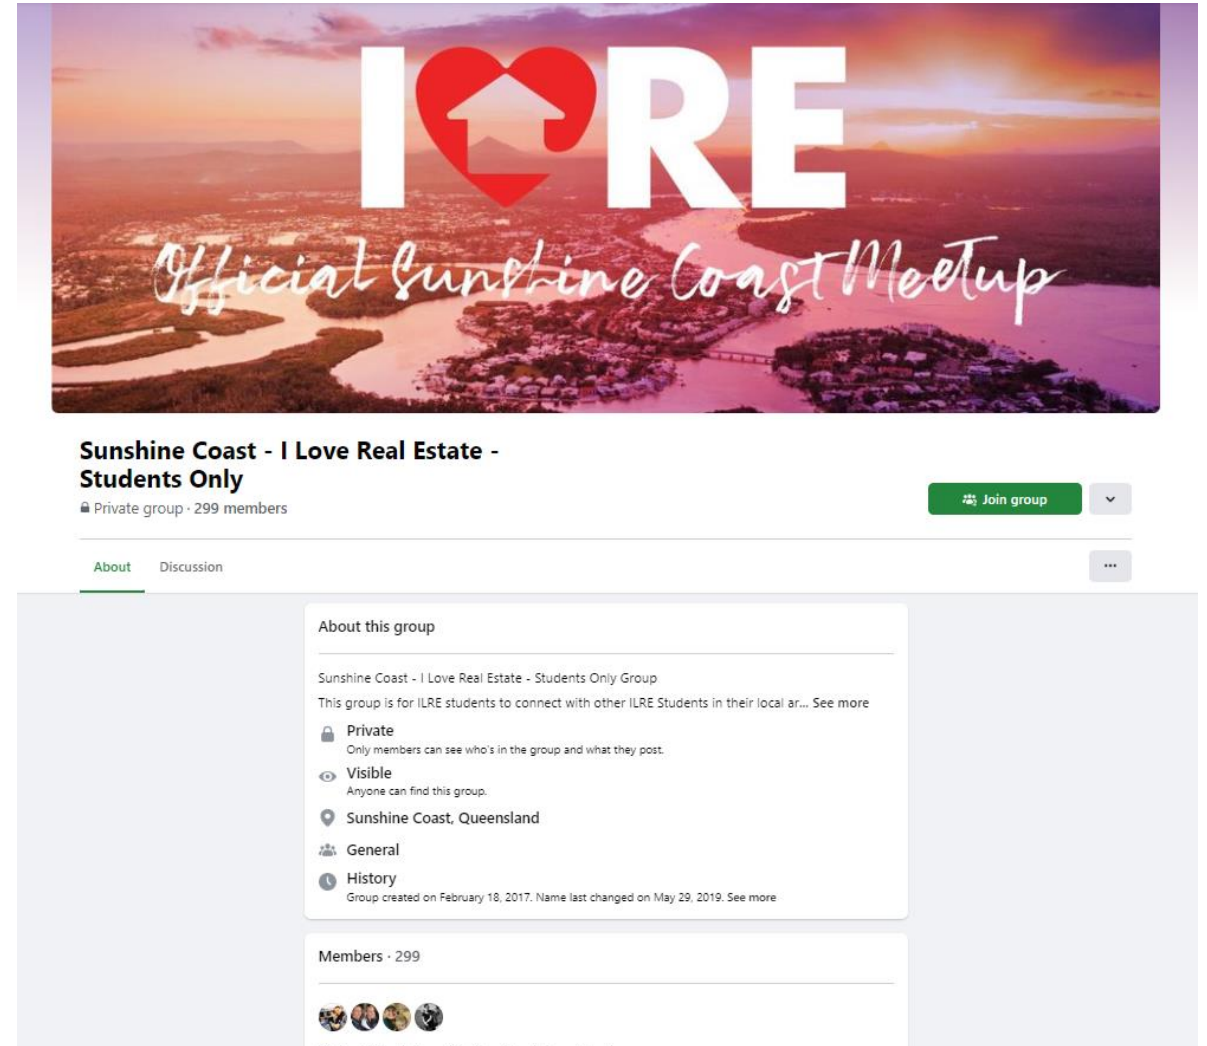 I RE
Official Sunshine Coast Meetup
Sunshine Coast - I Love Real Estate -
Students Only
Private group · 299 members
Join group
About Discussion
About this group
Sunshine Coast - I Love Real Estate - Students Only Group
This group is for ILRE students to connect with other ILRE Students in their local ar... See more
Private
Only members can see who's in the group and what they post.
Visible
Anyone can find this group.
Sunshine Coast, Queensland
General
History
Group created on February 18, 2017. Name last changed on May 29, 2019. See more
Members · 299